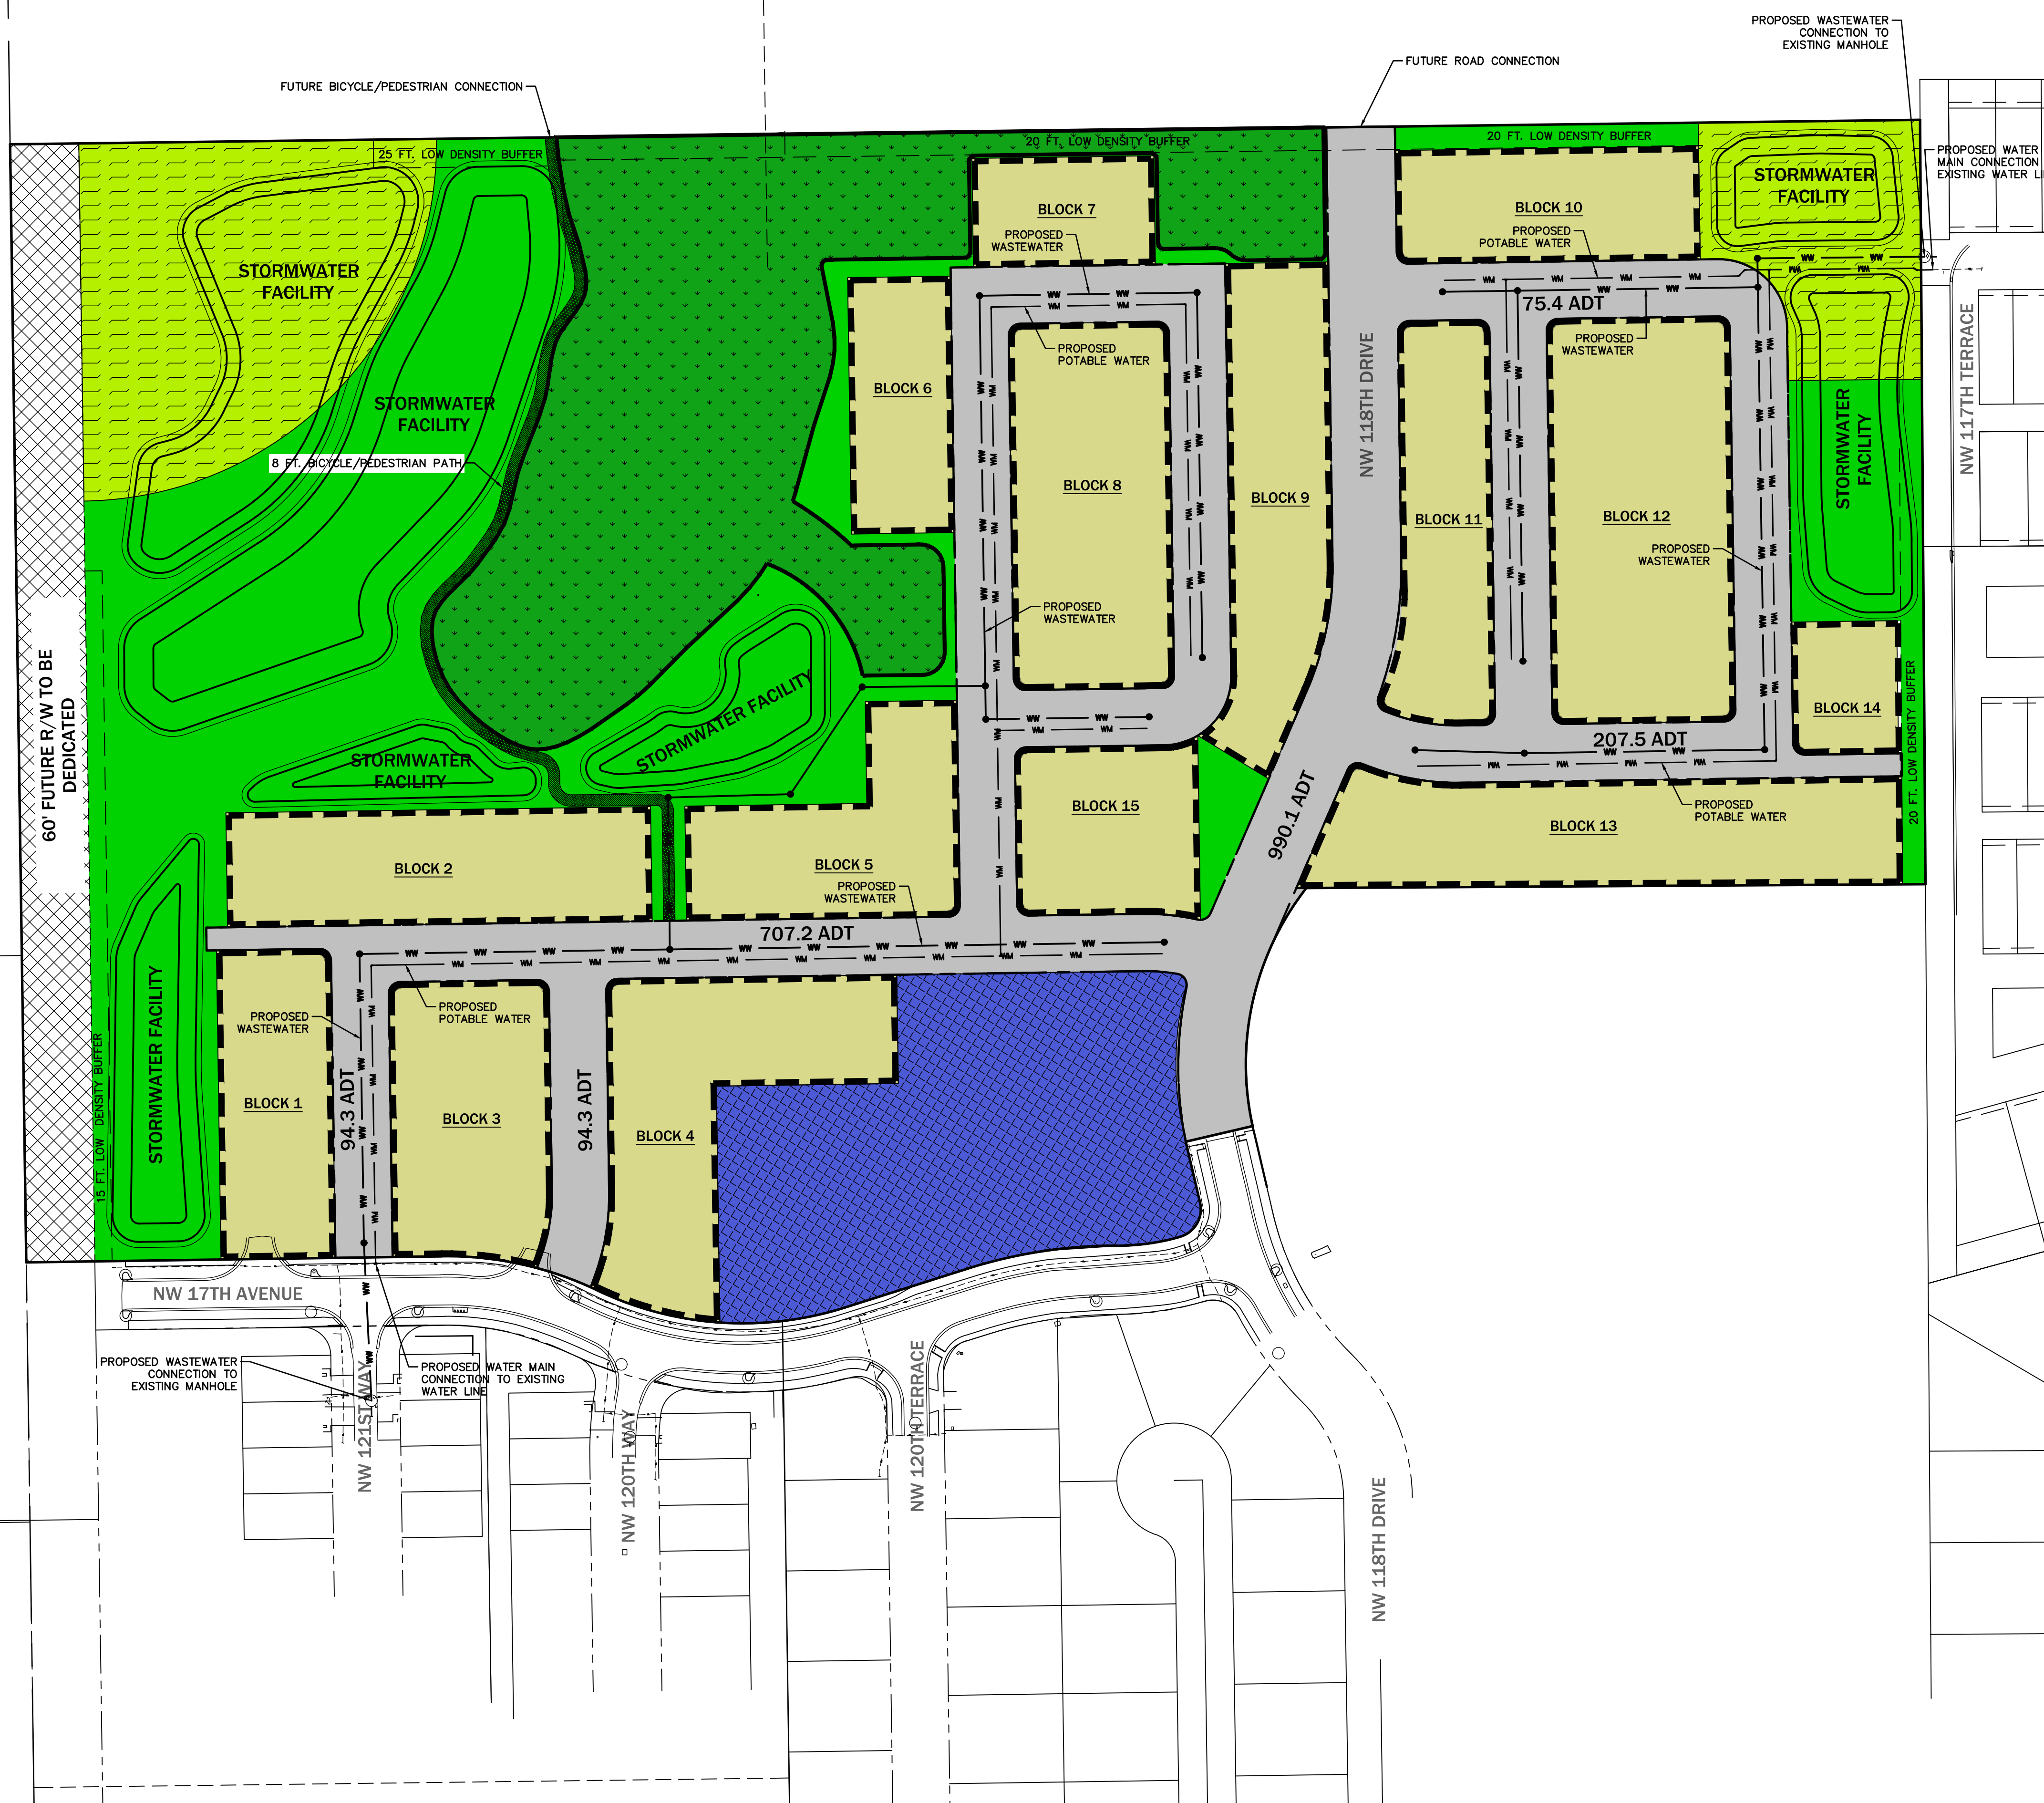 PROPOSED WASTEWATER
CONNECTION TO
EXISTING MANHOLE
FUTURE ROAD CONNECTION
FUTURE BICYCLE/PEDESTRIAN CONNECTION
20 FT. LOW DENSITY BUFFER
20 FT. LOW DENSITY BUFFER
25 FT. LOW DENSITY BUFFER
PROPOSED WATER
MAIN CONNECTION
EXISTING WATER LI
STORMWATER
FACILITY
BLOCK 7
PROPOSED
WASTEWATER
BLOCK 10
PROPOSED
POTABLE WATER
STORMWATER
FACILITY
75.4 ADT
PROPOSED
WASTEWATER
PROPOSED
POTABLE WATER
NW 118TH DRIVE
NW 117TH TERRACE
BLOCK 6
STORMWATER
FACILITY
8 FT. BICYCLE/PEDESTRIAN PATH
BLOCK 8
BLOCK 9
BLOCK 11
BLOCK 12
STORMWATER
FACILITY
PROPOSED
WASTEWATER
PROPOSED
WASTEWATER
60' FUTURE R/W TO BE
DEDICATED
STORMWATER FACILITY
STORMWATER
FACILITY
BLOCK 14
20 FT. LOW DENSITY BUFFER
207.5 ADT
PROPOSED
POTABLE WATER
BLOCK 15
990.1 ADT
BLOCK 13
BLOCK 2
BLOCK 5
PROPOSED
WASTEWATER
707.2 ADT
PROPOSED
WASTEWATER
PROPOSED
POTABLE WATER
STORMWATER FACILITY
15 FT. LOW DENSITY BUFFER
BLOCK 1
94.3 ADT
BLOCK 3
94.3 ADT
BLOCK 4
NW 17TH AVENUE
PROPOSED WASTEWATER
CONNECTION TO
EXISTING MANHOLE
PROPOSED WATER MAIN
CONNECTION TO EXISTING
WATER LINE
NW 121ST WAY
NW 120TH WAY
NW 120TH TERRACE
NW 118TH DRIVE